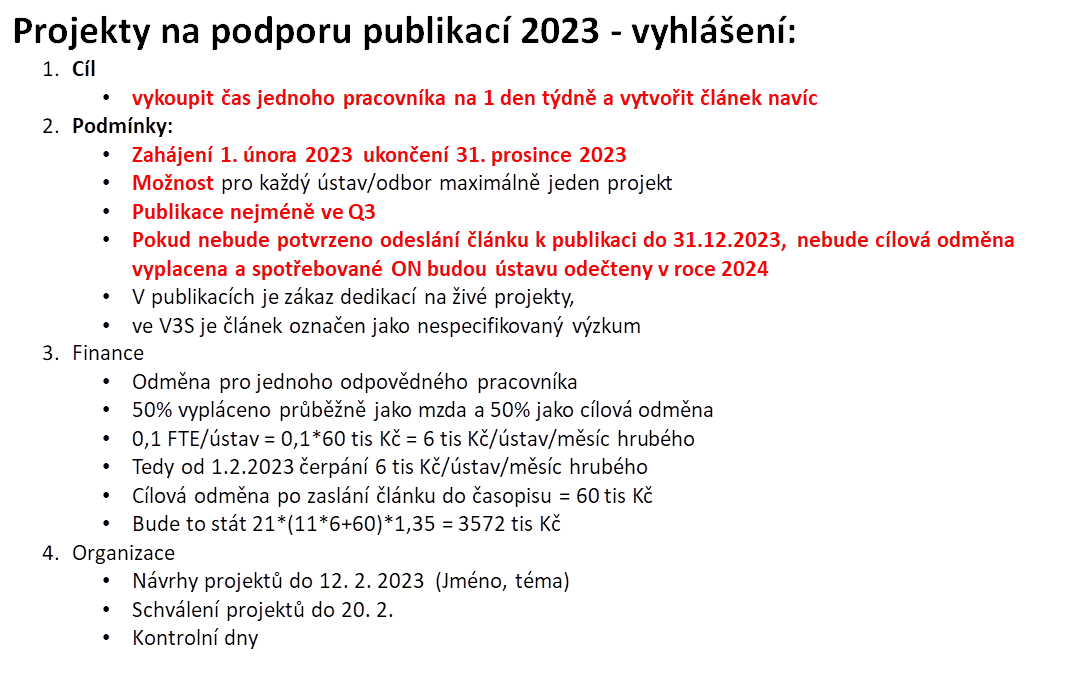 Projekty na podporu publikací 2023 - vyhlášení:
1. Cíl
• vykoupit čas jednoho pracovníka na 1 den týdně a vytvořit článek navíc
2. Podmínky:
• Zahájení 1. února 2023 ukončení 31. prosince 2023
• Možnost pro každý ústav/odbor maximálně jeden projekt
• Publikace nejméně ve Q3
• Pokud nebude potvrzeno odeslání článku k publikaci do 31.12.2023, nebude cílová odměna
vyplacena a spotřebované ON budou ústavu odečteny v roce 2024
• V publikacích je zákaz dedikací na živé projekty,
• ve V3S je článek označen jako nespecifikovaný výzkum
3. Finance
• Odměna pro jednoho odpovědného pracovníka
• 50% vypláceno průběžně jako mzda a 50% jako cílová odměna
• 0,1 FTE/ústav = 0,1*60 tis Kč = 6 tis Kč/ústav/měsíc hrubého
• Tedy od 1.2.2023 čerpání 6 tis Kč/ústav/měsíc hrubého
• Cílová odměna po zaslání článku do časopisu = 60 tis Kč
• Bude to stát 21*(11*6+60)*1,35 = 3572 tis Kč
4. Organizace
• Návrhy projektů do 12. 2. 2023 (Jméno, téma)
• Schválení projektů do 20. 2.
• Kontrolní dny